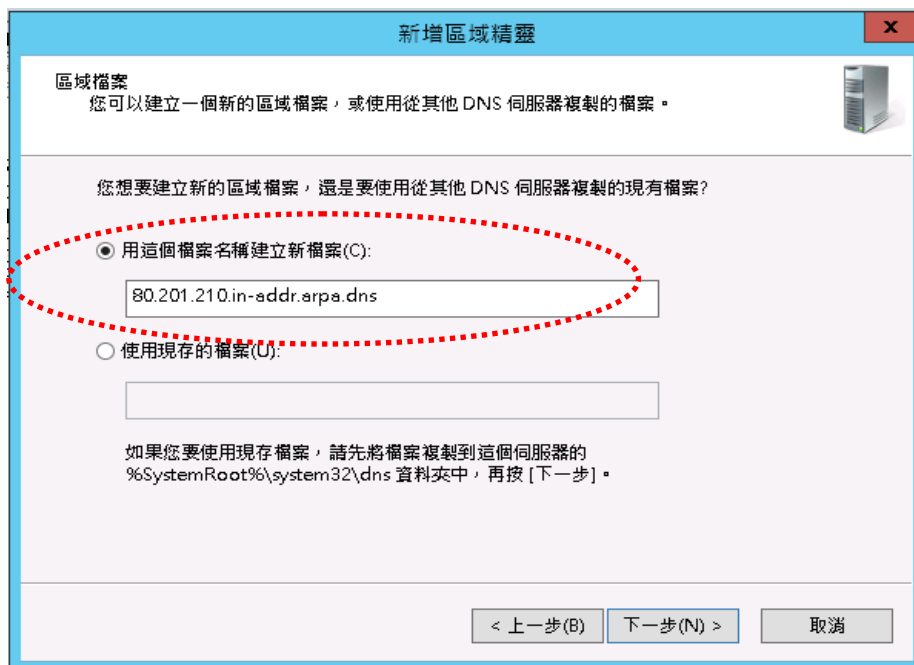 新增區域精靈
x
區域檔案
您可以建立一個新的區域檔案，或使用從其他 DNS 伺服器複製的檔案。
您想要建立新的區域檔案，還是要使用從其他 DNS 伺服器複製的現有檔案?
用這個檔案名稱建立新檔案(C):
80.201.210.in-addr.arpa.dns
使用現存的檔案(U):
如果您要使用現存檔案，請先將檔案複製到這個伺服器的
%SystemRoot%\system32\dns 資料夾中，再按 [下一步]。
< 上一步(B)
下一步(N) >
取消